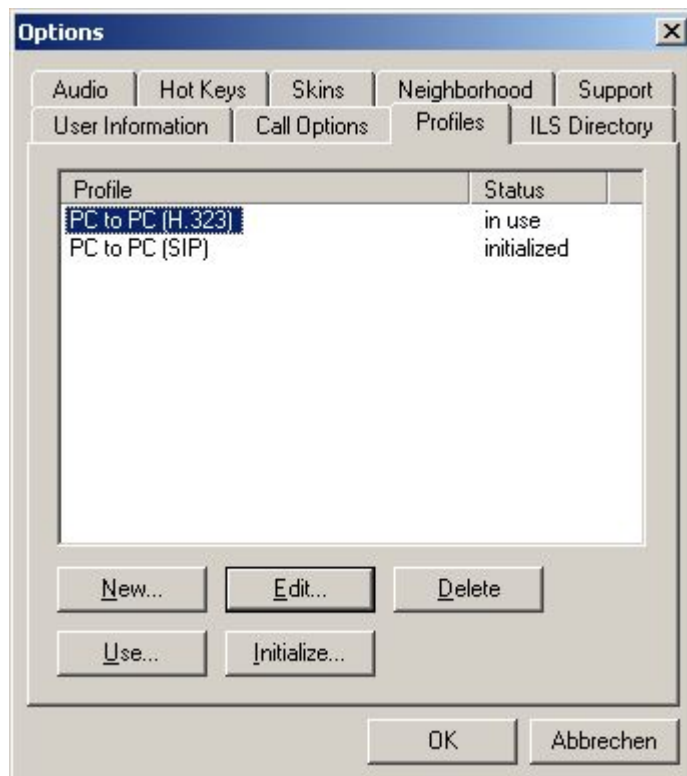 Options
Audio Hot Keys Skins Neighborhood Support
User Information Call Options Profiles ILS Directory
Profile Status
PC to PC (H.323) in use
PC to PC (SIP) initialized
New... Edit... Delete
Use... Initialize...
OK Abbrechen